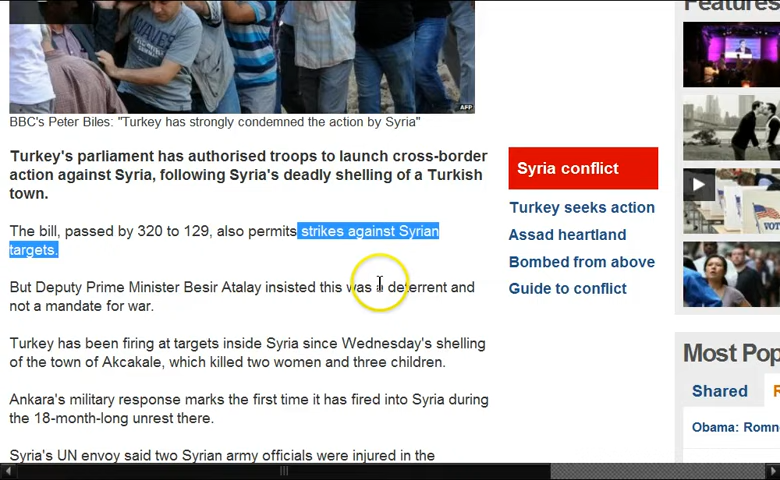 Features
WAVES
AFP
BBC's Peter Biles: "Turkey has strongly condemned the action by Syria"
Turkey's parliament has authorised troops to launch cross-border
action against Syria, following Syria's deadly shelling of a Turkish
town.
The bill, passed by 320 to 129, also permits strikes against Syrian
targets.
But Deputy Prime Minister Besir Atalay insisted this was a deterrent and
not a mandate for war.
Turkey has been firing at targets inside Syria since Wednesday's shelling
of the town of Akcakale, which killed two women and three children.
Ankara's military response marks the first time it has fired into Syria during
the 18-month-long unrest there.
Syria's UN envoy said two Syrian army officials were injured in the
Syria conflict
Turkey seeks action
Assad heartland
Bombed from above
Guide to conflict
Most Pop
Shared
Obama: Romn